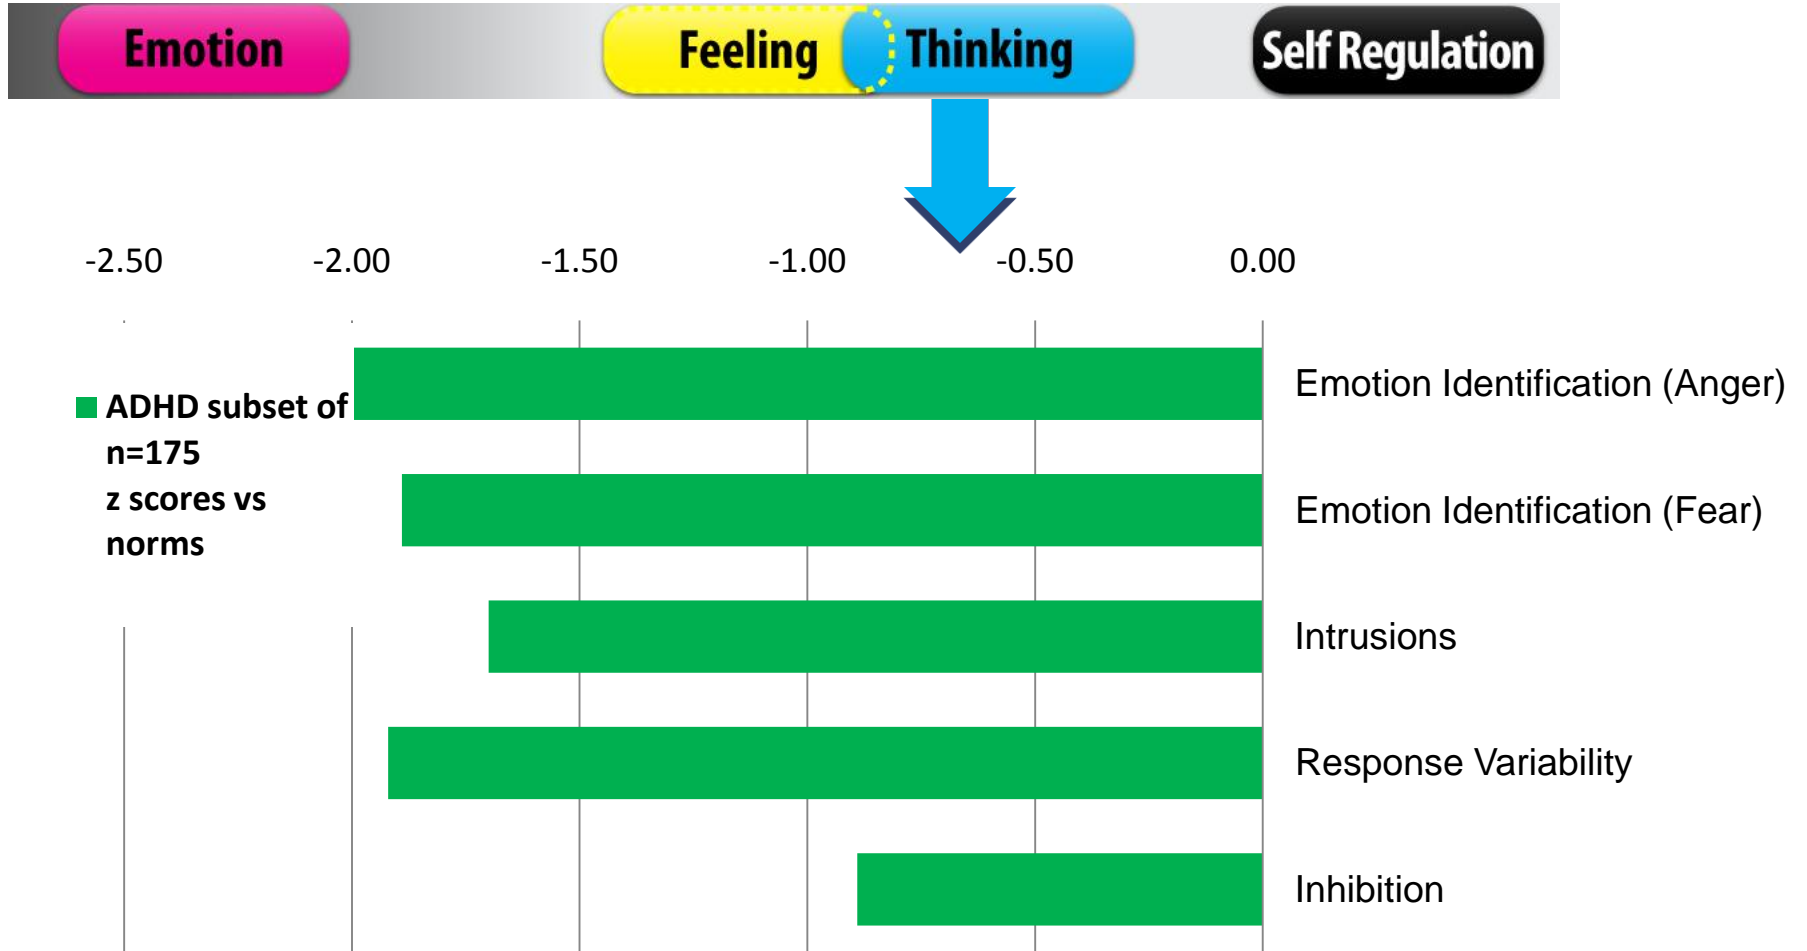 Emotion
Feeling
Thinking
Self Regulation
-2.50 -2.00 -1.50 -1.00 -0.50 0.00
ADHD subset of
n=175
z scores vs
norms
Emotion Identification (Anger)
Emotion Identification (Fear)
Intrusions
Response Variability
Inhibition